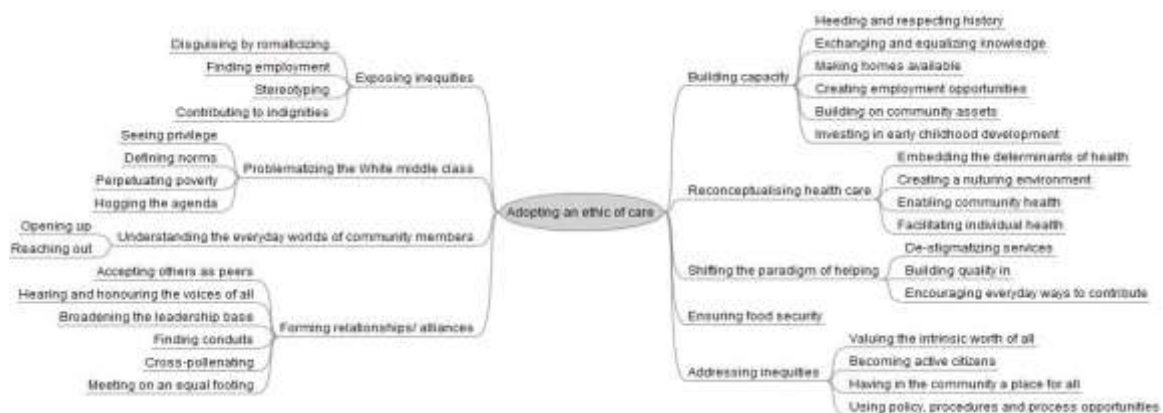 Adopting an ethic of care
Exposing inequities
Disguising by romaticizing
Finding employment
Stereotyping
Contributing to indignities
Problematizing the White middle class
Seeing privilege
Defining norms
Perpetuating poverty
Hogging the agenda
Understanding the everyday worlds of community members
Opening up
Reaching out
Forming relationships/ alliances
Accepting others as peers
Hearing and honouring the voices of all
Broadening the leadership base
Finding conduits
Cross-pollenating
Meeting on an equal footing
Building capacity
Heeding and respecting history
Exchanging and equalizing knowledge
Making homes available
Creating employment opportunities
Building on community assets
Investing in early childhood development
Reconceptualising health care
Embedding the determinants of health
Creating a nuturing environment
Enabling community health
Facilitating individual health
Shifting the paradigm of helping
De-stigmatizing services
Building quality in
Encouraging everyday ways to contribute
Ensuring food security
Addressing inequities
Valuing the intrinsic worth of all
Becoming active citizens
Having in the community a place for all
Using policy, procedures and process opportunities